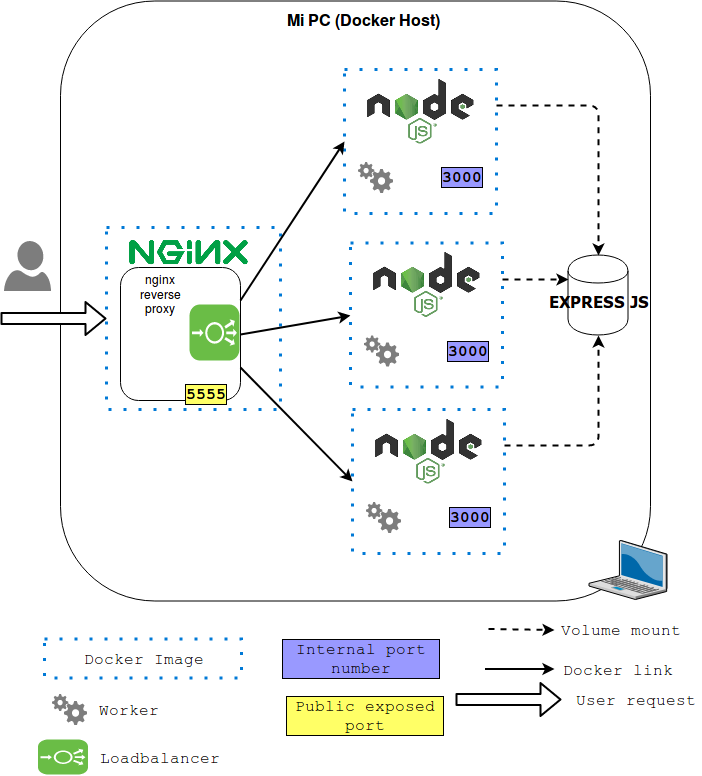 Mi PC (Docker Host)
node
JS
3000
NGiNX
nginx
reverse
proxy
5555
node
JS
3000
EXPRESS JS
node
JS
3000
Docker Image
Internal port
number
Volume mount
Docker link
Worker
Public exposed
port
User request
Loadbalancer